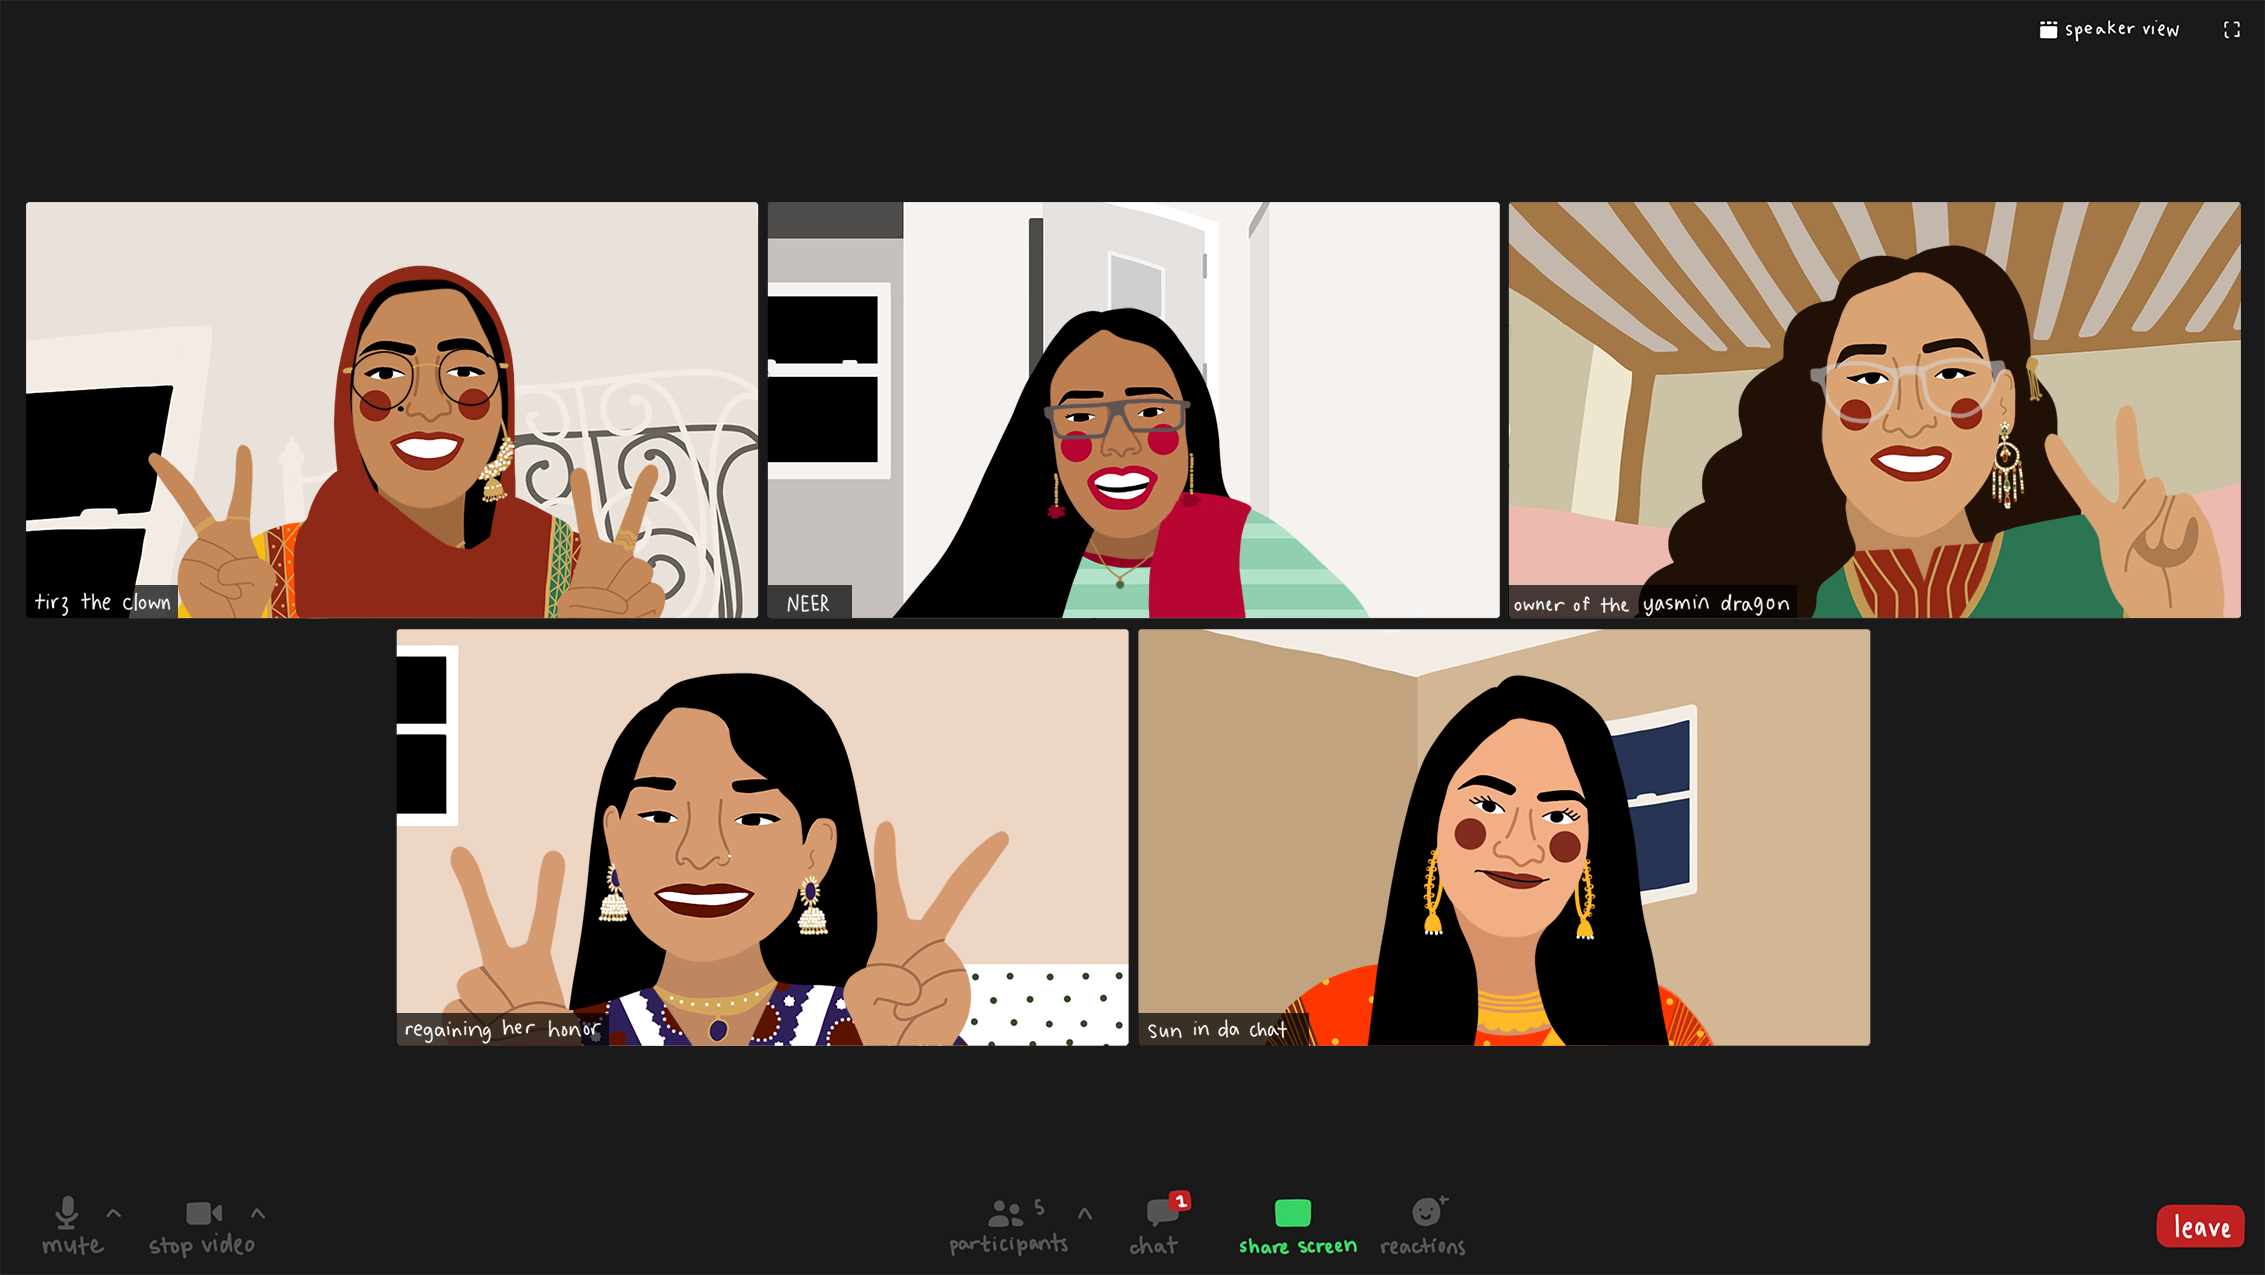 speaker view
tirz the clown
NEER
owner of the yasmin dragon
regaining her honor
sun in da chat
mute
stop video
participants
5
chat
1
share screen
reactions
leave